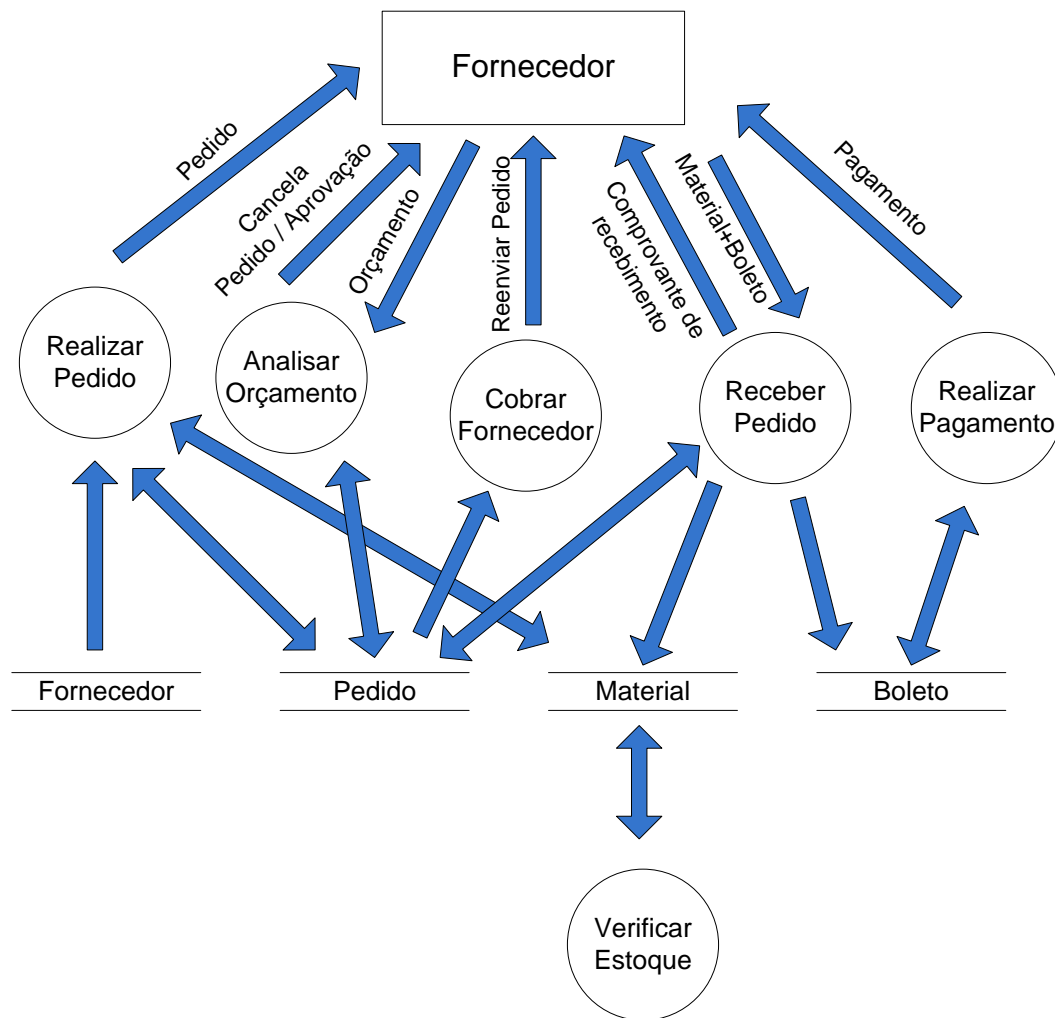 Fornecedor
Pedido
Cancela
Pedido / Aprovação
Orçamento
Reenviar Pedido
Comprovante de
recebimento
Material+Boleto
Pagamento
Realizar
Pedido
Analisar
Orçamento
Cobrar
Fornecedor
Receber
Pedido
Realizar
Pagamento
Fornecedor
Pedido
Material
Boleto
Verificar
Estoque